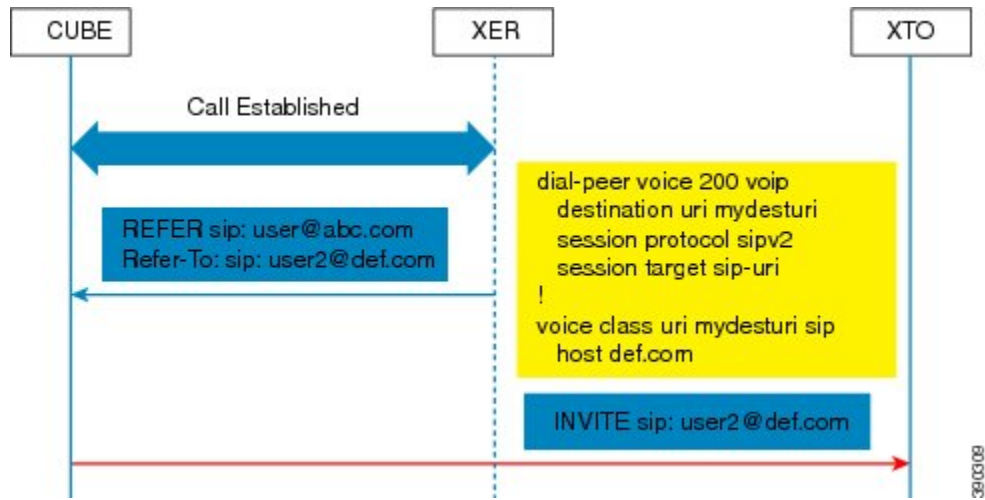 CUBE
XER
XTO
Call Established
REFER sip: user@abc.com
Refer-To: sip: user2@def.com
dial-peer voice 200 voip
destination uri mydesturi
session protocol sipv2
session target sip-uri
!
voice class uri mydesturi sip
host def.com
INVITE sip: user2@def.com
390309